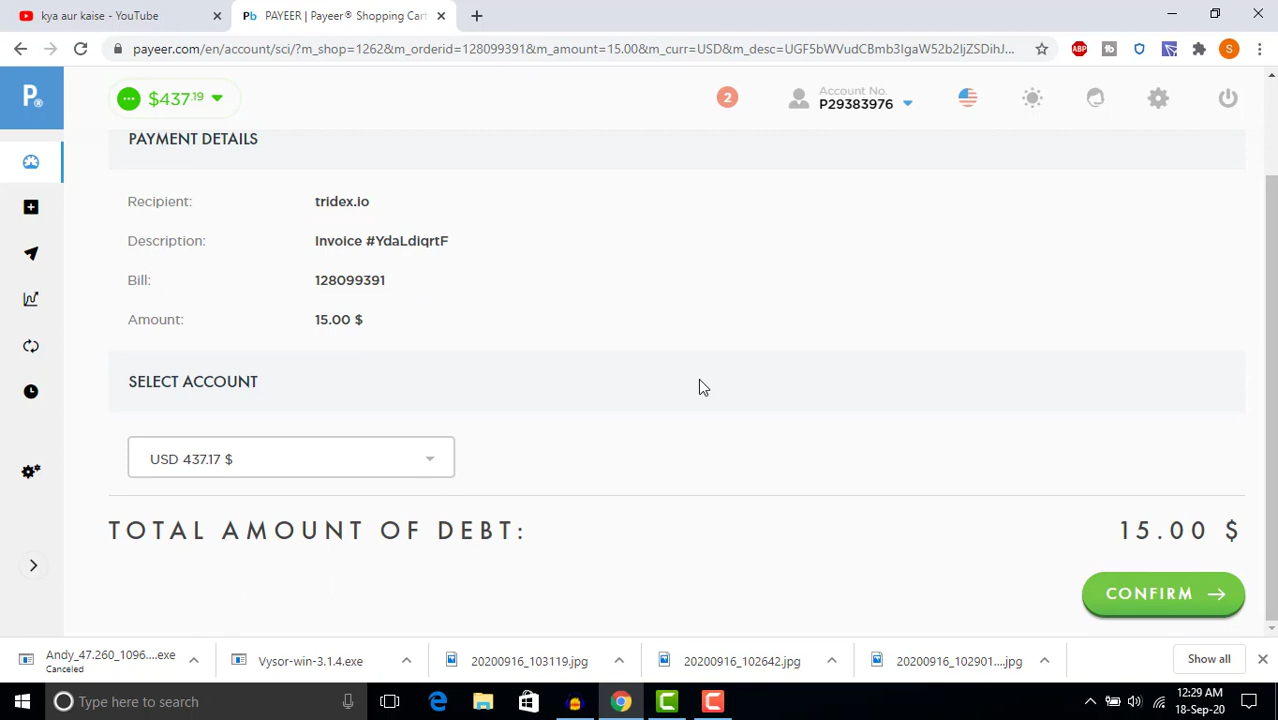 kya aur kaise - YouTube
Pb PAYEER | Payeer® Shopping Cart
payeer.com/en/account/sci/?m_shop=1262&m_orderid=128099391&m_amount=15.00&m_curr=USD&m_desc=UGF5bWVudCBmb3IgaW52b2ljZSDihJ...
ABP
S
P®
$437.19
2
Account No.
P29383976
PAYMENT DETAILS
Recipient: tridex.io
Description: Invoice #YdaLdiqrtF
Bill: 128099391
Amount: 15.00 $
SELECT ACCOUNT
USD 437.17 $
TOTAL AMOUNT OF DEBT: 15.00 $
CONFIRM →
Andy_47.260_1096....exe
Canceled
Vysor-win-3.1.4.exe
20200916_103119.jpg
20200916_102642.jpg
20200916_102901....jpg
Show all
Type here to search
12:29 AM
18-Sep-20